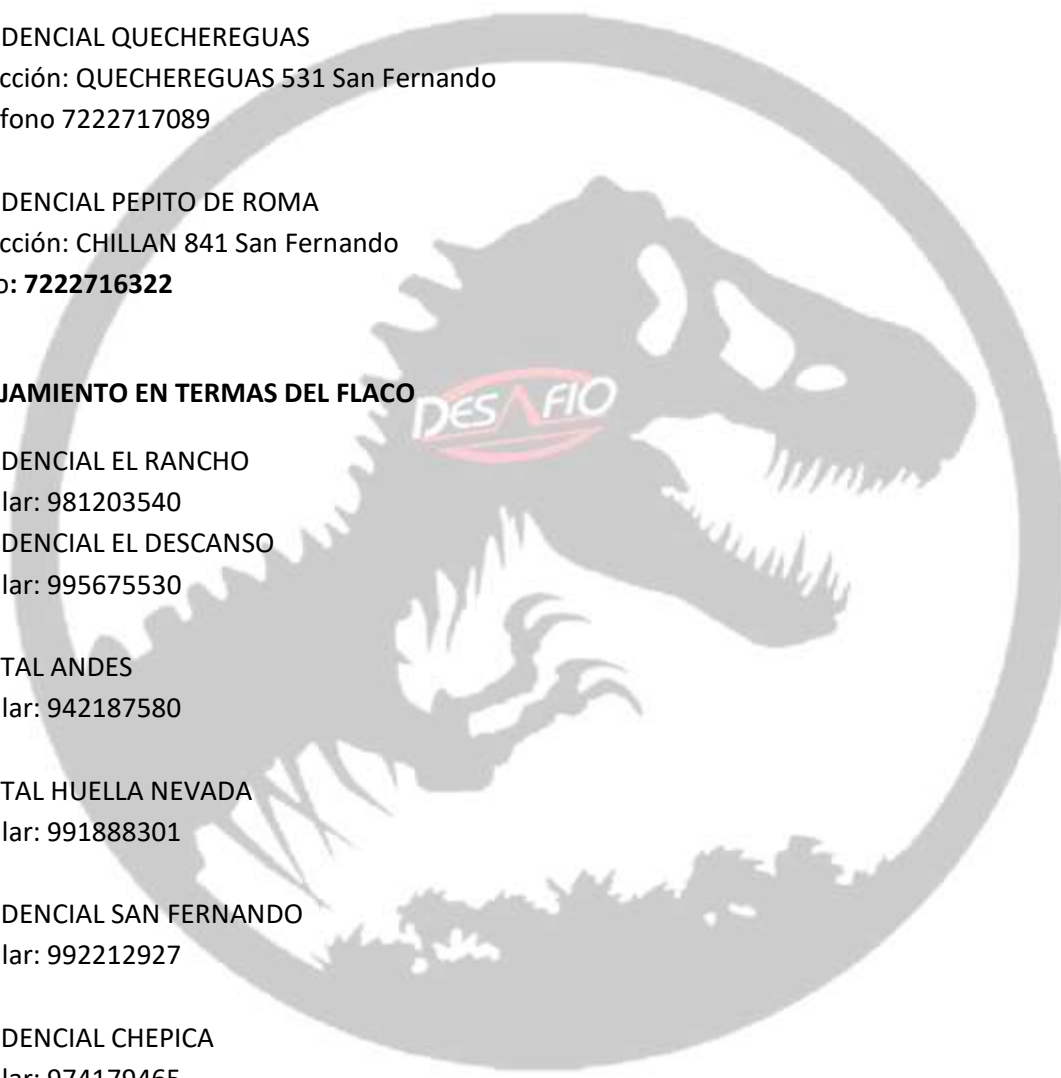 DENCIAL QUECHEREGUAS
cción: QUECHEREGUAS 531 San Fernando
fono 7222717089
DENCIAL PEPITO DE ROMA
cción: CHILLAN 841 San Fernando
o: 7222716322
JAMIENTO EN TERMAS DEL FLACO
DESAFIO
DENCIAL EL RANCHO
lar: 981203540
DENCIAL EL DESCANSO
lar: 995675530
TAL ANDES
lar: 942187580
TAL HUELLA NEVADA
lar: 991888301
DENCIAL SAN FERNANDO
lar: 992212927
DENCIAL CHEPICA
lar: 974179465